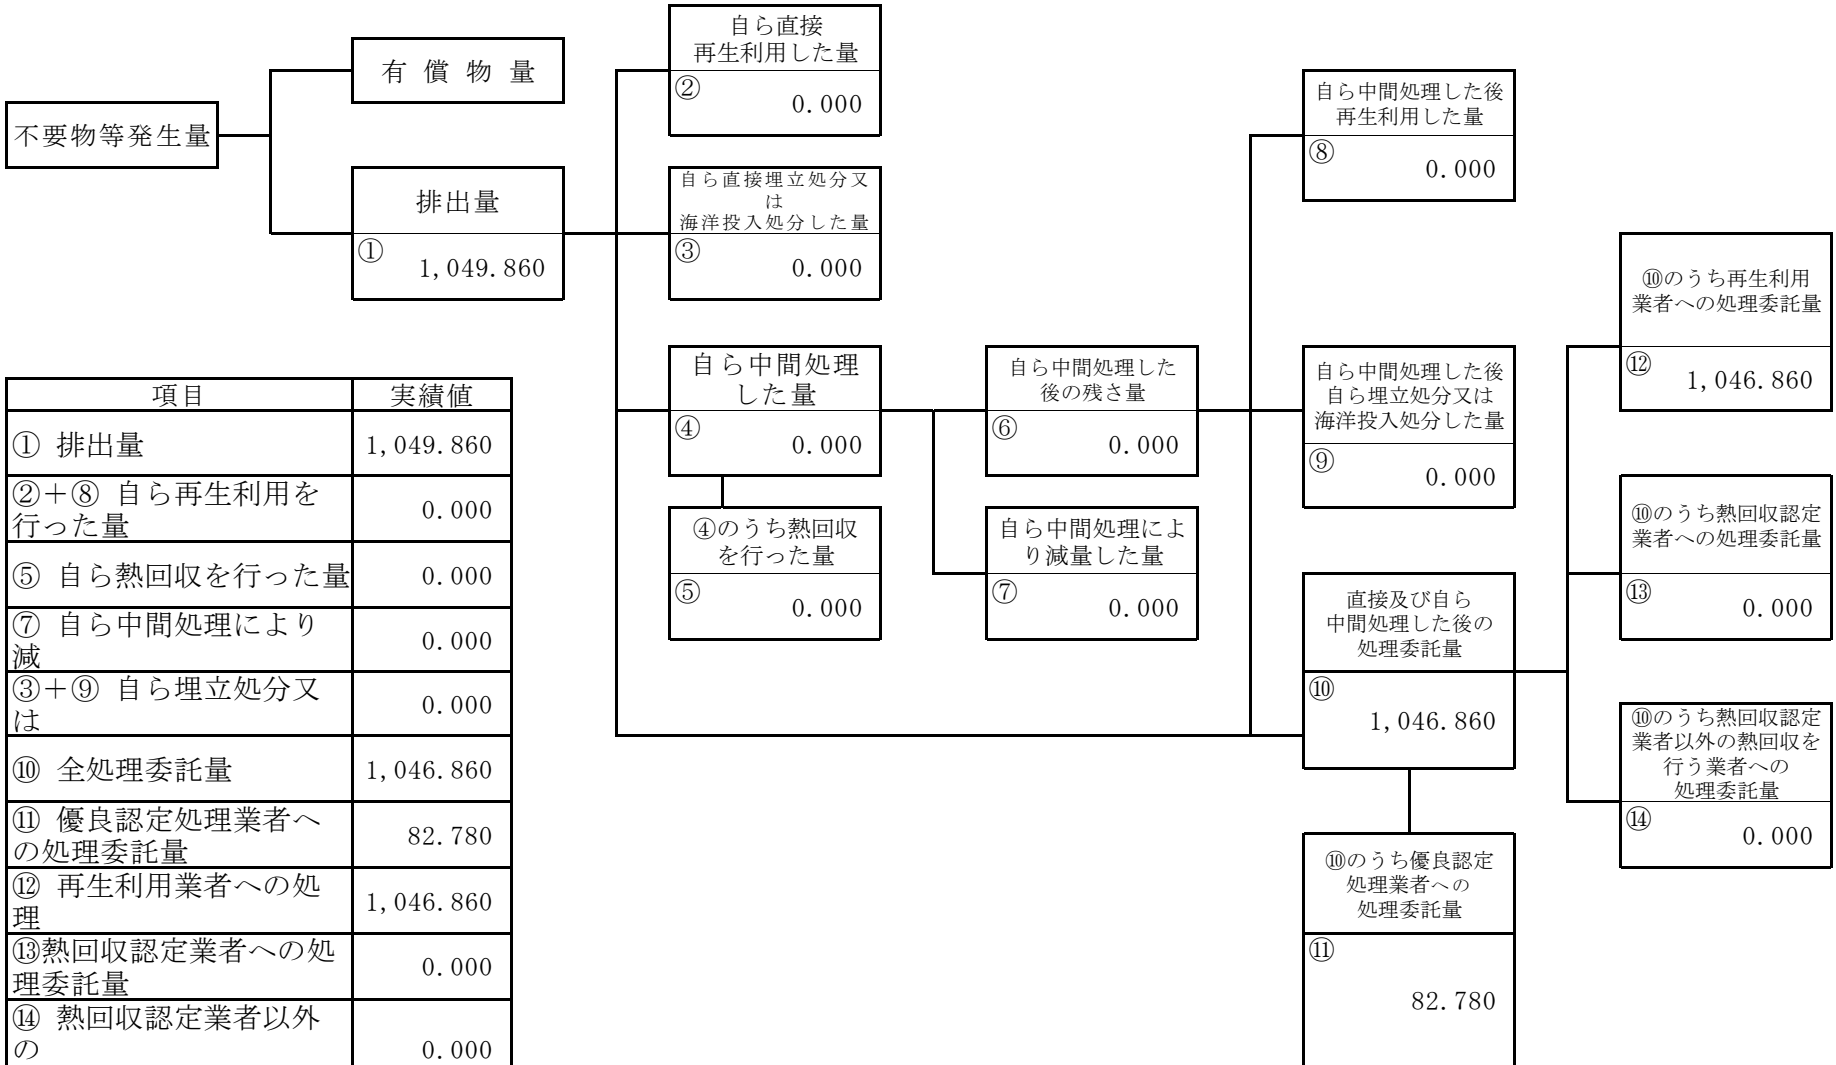 不要物等発生量
有償物量
排出量
①
1,049.860
自ら直接
再生利用した量
②
0.000
自ら直接埋立処分又
は
海洋投入処分した量
③
0.000
自ら中間処理
した量
④
0.000
④のうち熱回収
を行った量
⑤
0.000
自ら中間処理した
後の残さ量
⑥
0.000
自ら中間処理によ
り減量した量
⑦
0.000
自ら中間処理した後
再生利用した量
⑧
0.000
自ら中間処理した後
自ら埋立処分又は
海洋投入処分した量
⑨
0.000
直接及び自ら
中間処理した後の
処理委託量
⑩
1,046.860
⑩のうち優良認定
処理業者への
処理委託量
⑪
82.780
⑩のうち再生利用
業者への処理委託量
⑫
1,046.860
⑩のうち熱回収認定
業者への処理委託量
⑬
0.000
⑩のうち熱回収認定
業者以外の熱回収を
行う業者への
処理委託量
⑭
0.000
項目 実績値
① 排出量 1,049.860
②+⑧ 自ら再生利用を
行った量 0.000
⑤ 自ら熱回収を行った量 0.000
⑦ 自ら中間処理により
減 0.000
③+⑨ 自ら埋立処分又
は 0.000
⑩ 全処理委託量 1,046.860
⑪ 優良認定処理業者へ
の処理委託量 82.780
⑫ 再生利用業者への処
理 1,046.860
⑬熱回収認定業者への処
理委託量 0.000
⑭ 熱回収認定業者以外
の 0.000